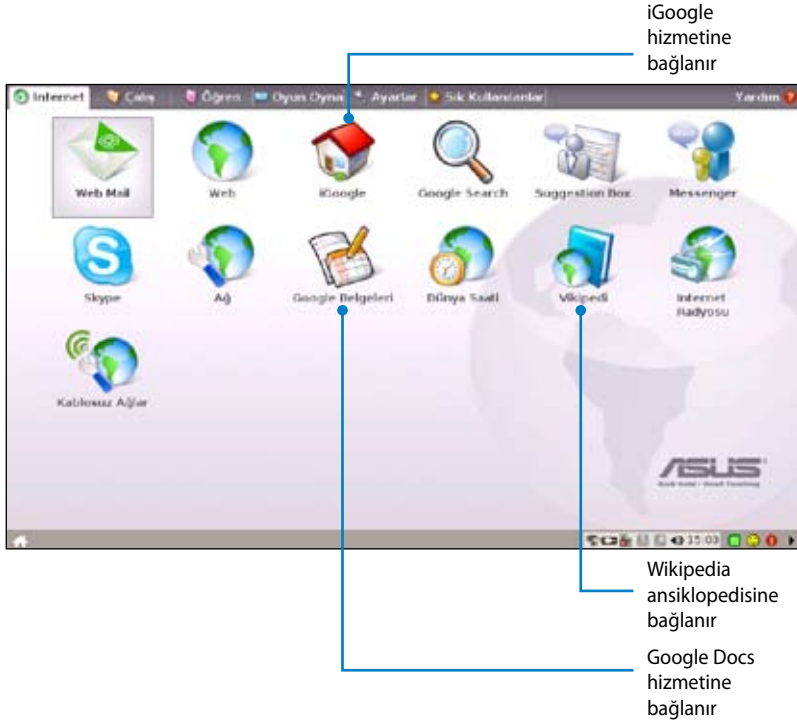 iGoogle
hizmetine
bağlanır
Internet Çalış Öğren Oyun Oyna Ayarlar Sık Kullanılanlar Yardım
Web Mail Web iGoogle Google Search Suggestion Box Messenger
Skype Ağ Google Belgeleri Dünya Saati Vikipedi Internet
Radyosu
Kablosuz Ağlar
ASUS
15:03
Wikipedia
ansiklopedisine
bağlanır
Google Docs
hizmetine
bağlanır